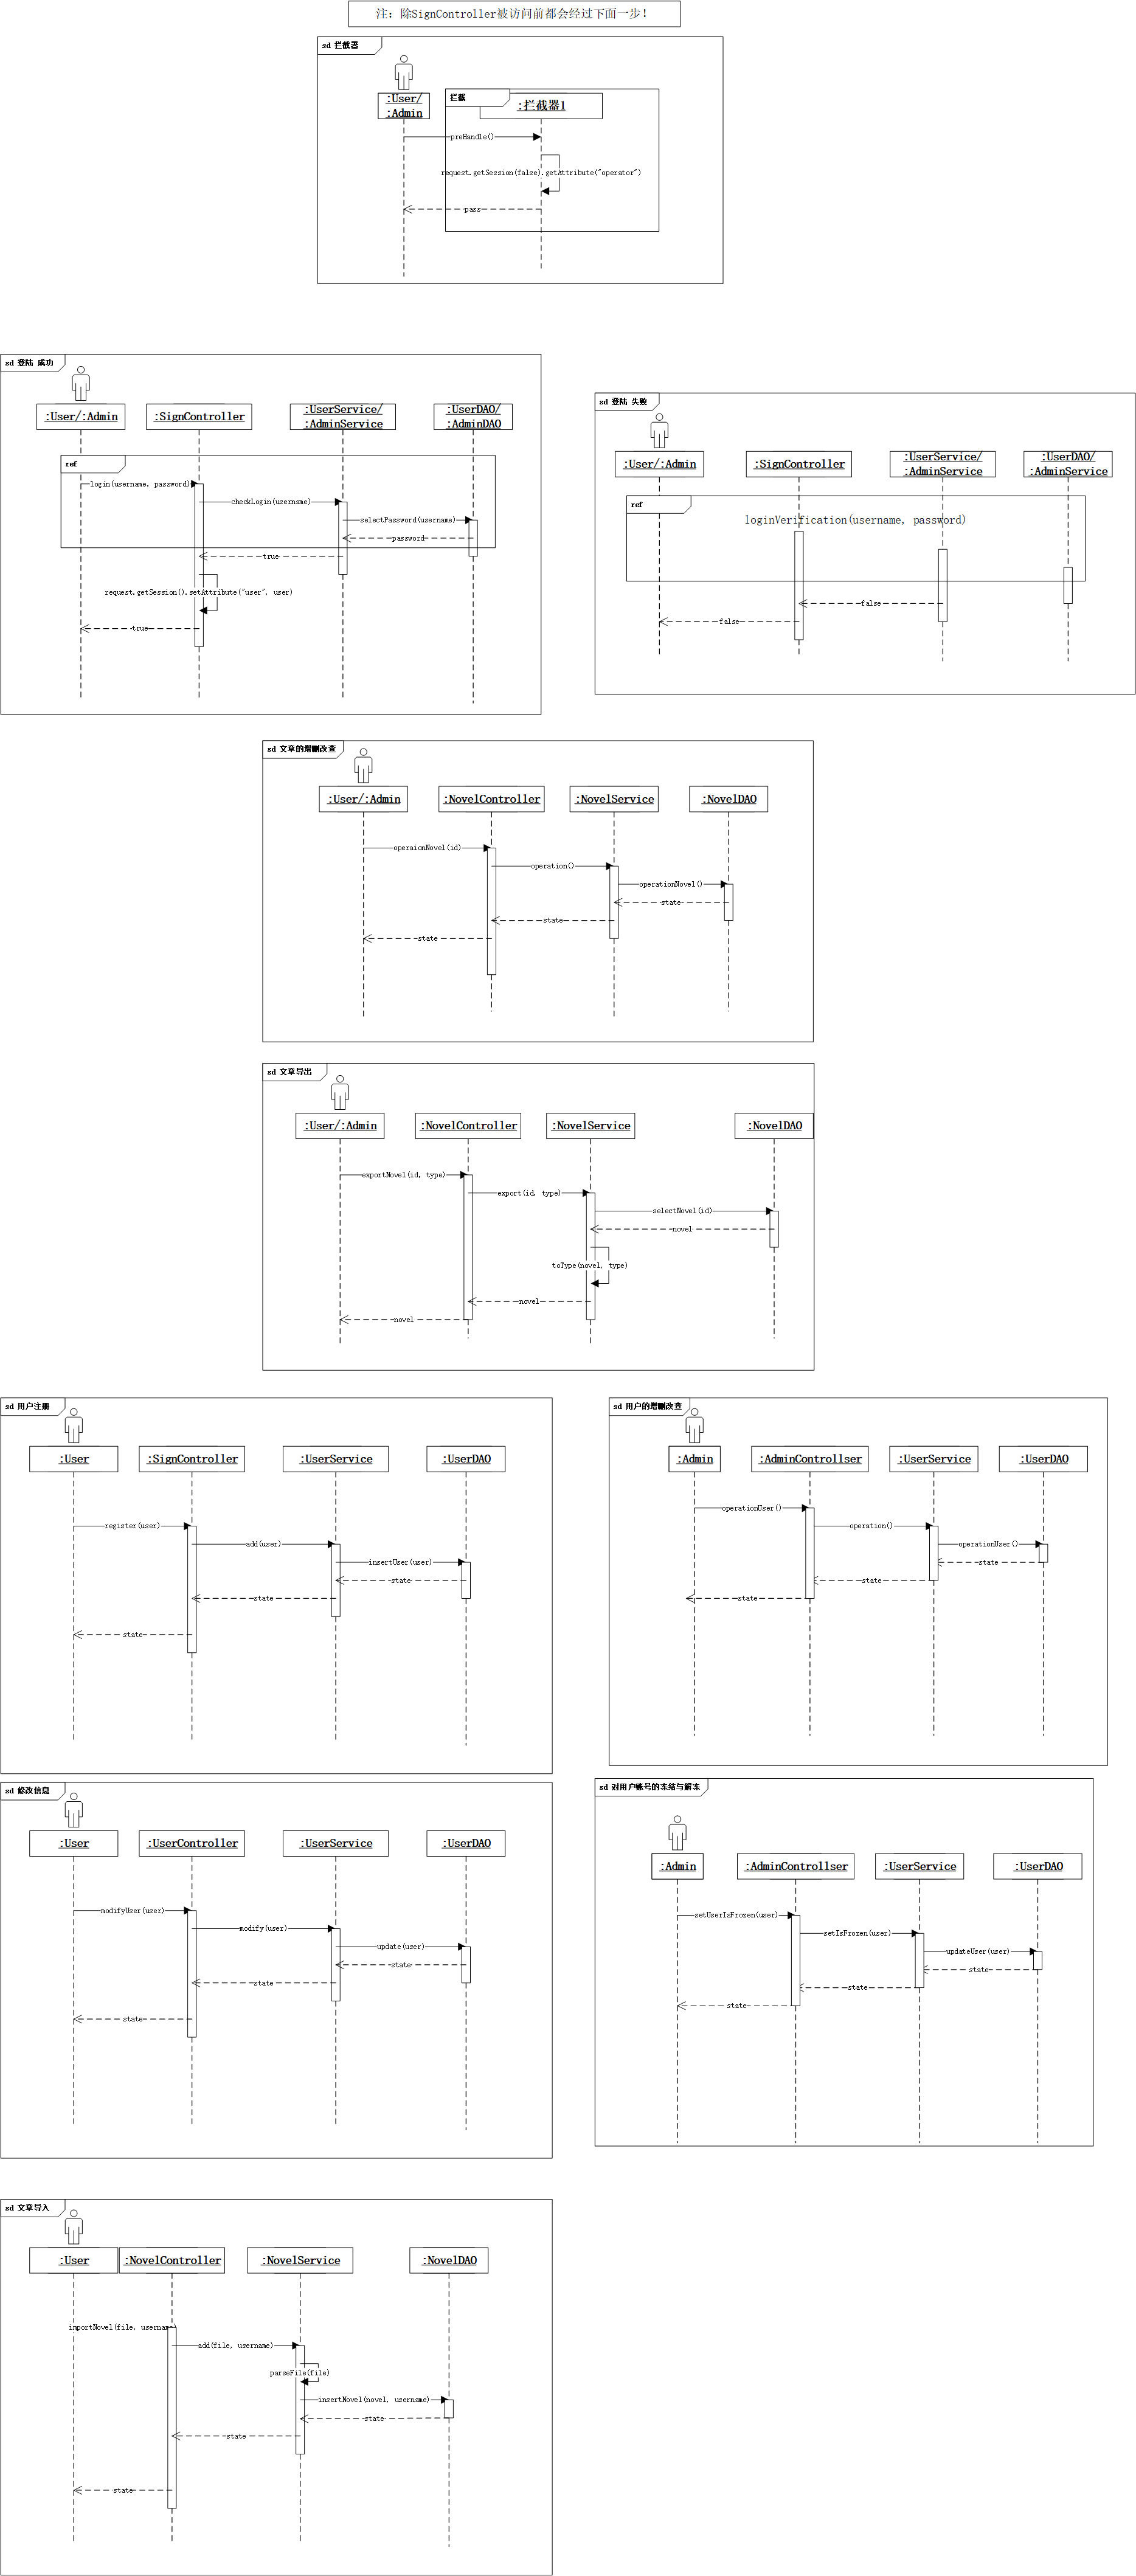 注：除SignController被访问前都会经过下面一步！
sd 拦截器
:User/
:Admin
拦截
:拦截器1
preHandle()
request.getSession(false).getAttribute("operator")
pass
sd 登陆 成功
:User/:Admin
:SignController
:UserService/
:AdminService
:UserDAO/
:AdminDAO
ref
login(username, password)
checkLogin(username)
selectPassword(username)
password
true
request.getSession().setAttribute("user", user)
true
sd 登陆 失败
:User/:Admin
:SignController
:UserService/
:AdminService
:UserDAO/
:AdminService
ref
loginVerification(username, password)
false
false
sd 文章的增删改查
:User/:Admin
:NovelController
:NovelService
:NovelDAO
operaionNovel(id)
operation()
operationNovel()
state
state
state
sd 文章导出
:User/:Admin
:NovelController
:NovelService
:NovelDAO
exportNovel(id, type)
export(id, type)
selectNovel(id)
novel
toType(novel, type)
novel
novel
sd 用户注册
:User
:SignController
:UserService
:UserDAO
register(user)
add(user)
insertUser(user)
state
state
state
sd 用户的增删改查
:Admin
:AdminControllser
:UserService
:UserDAO
operationUser()
operation()
operationUser()
state
state
state
sd 修改信息
:User
:UserController
:UserService
:UserDAO
modifyUser(user)
modify(user)
update(user)
state
state
state
sd 对用户账号的冻结与解冻
:Admin
:AdminControllser
:UserService
:UserDAO
setUserIsFrozen(user)
setIsFrozen(user)
updateUser(user)
state
state
state
sd 文章导入
:User
:NovelController
:NovelService
:NovelDAO
importNovel(file, username)
add(file, username)
parseFile(file)
insertNovel(novel, username)
state
state
state